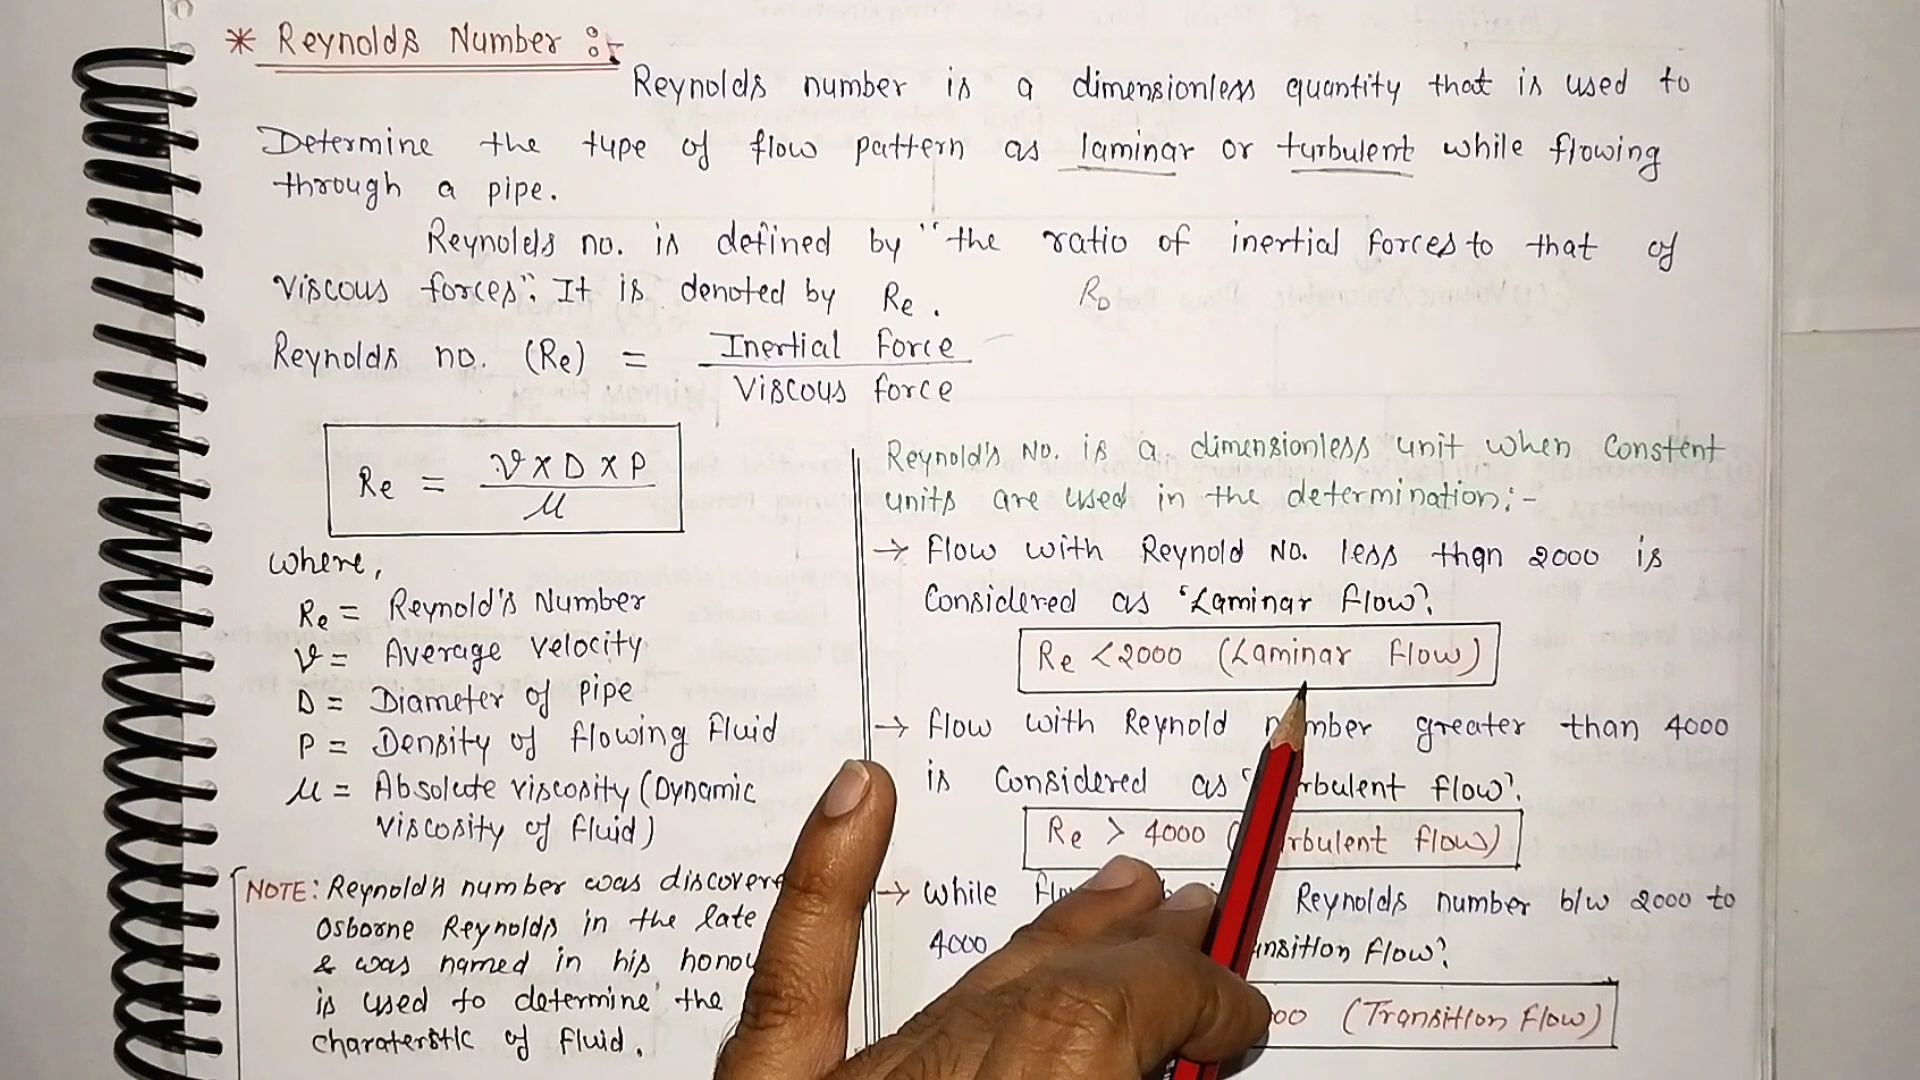 * Reynolds Number :-
Reynolds number is a dimensionless quantity that is used to
Determine the type of flow pattern as laminar or turbulent while flowing
through a pipe.
Reynolds no. is defined by "the ratio of inertial forces to that of
viscous forces". It is denoted by Re. RD
Reynolds no. (Re) = Inertial Force
Viscous force
Re = v x D x ρ
μ
where,
Re = Reynold's Number
v = Average velocity
D = Diameter of pipe
ρ = Density of flowing fluid
μ = Absolute viscosity (Dynamic
viscosity of fluid)
NOTE: Reynold's number was
Osborne Reynolds in the late
& was named in his
is used to determine the
charaterstic of fluid.
Reynold's No. is a dimensionless unit when Constent
units are used in the determination:-
→ Flow with Reynold No. less than 2000 is
Considered as 'Laminar Flow'.
Re < 2000 (Laminar flow)
→ flow with Reynold greater than 4000
is Considered as flow'.
Re > 4000 flow)
→ While Reynolds number b/w 2000 to
4000 Flow'.
(Transition Flow)